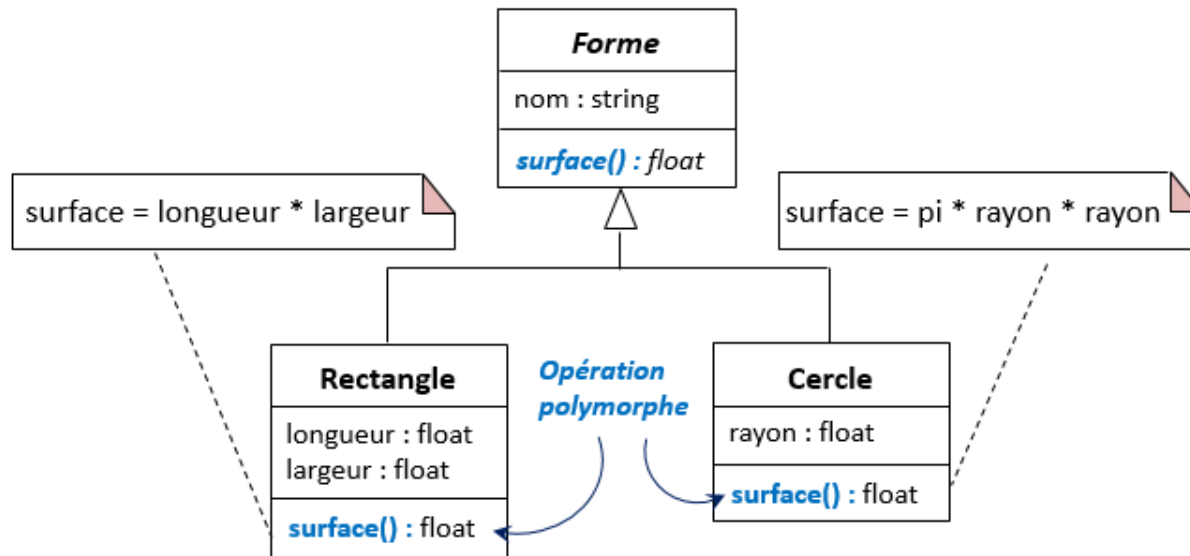 Forme
nom : string
surface() : float
surface = longueur * largeur
surface = pi * rayon * rayon
Rectangle
longueur : float
largeur : float
surface() : float
Opération
polymorphe
Cercle
rayon : float
surface() : float